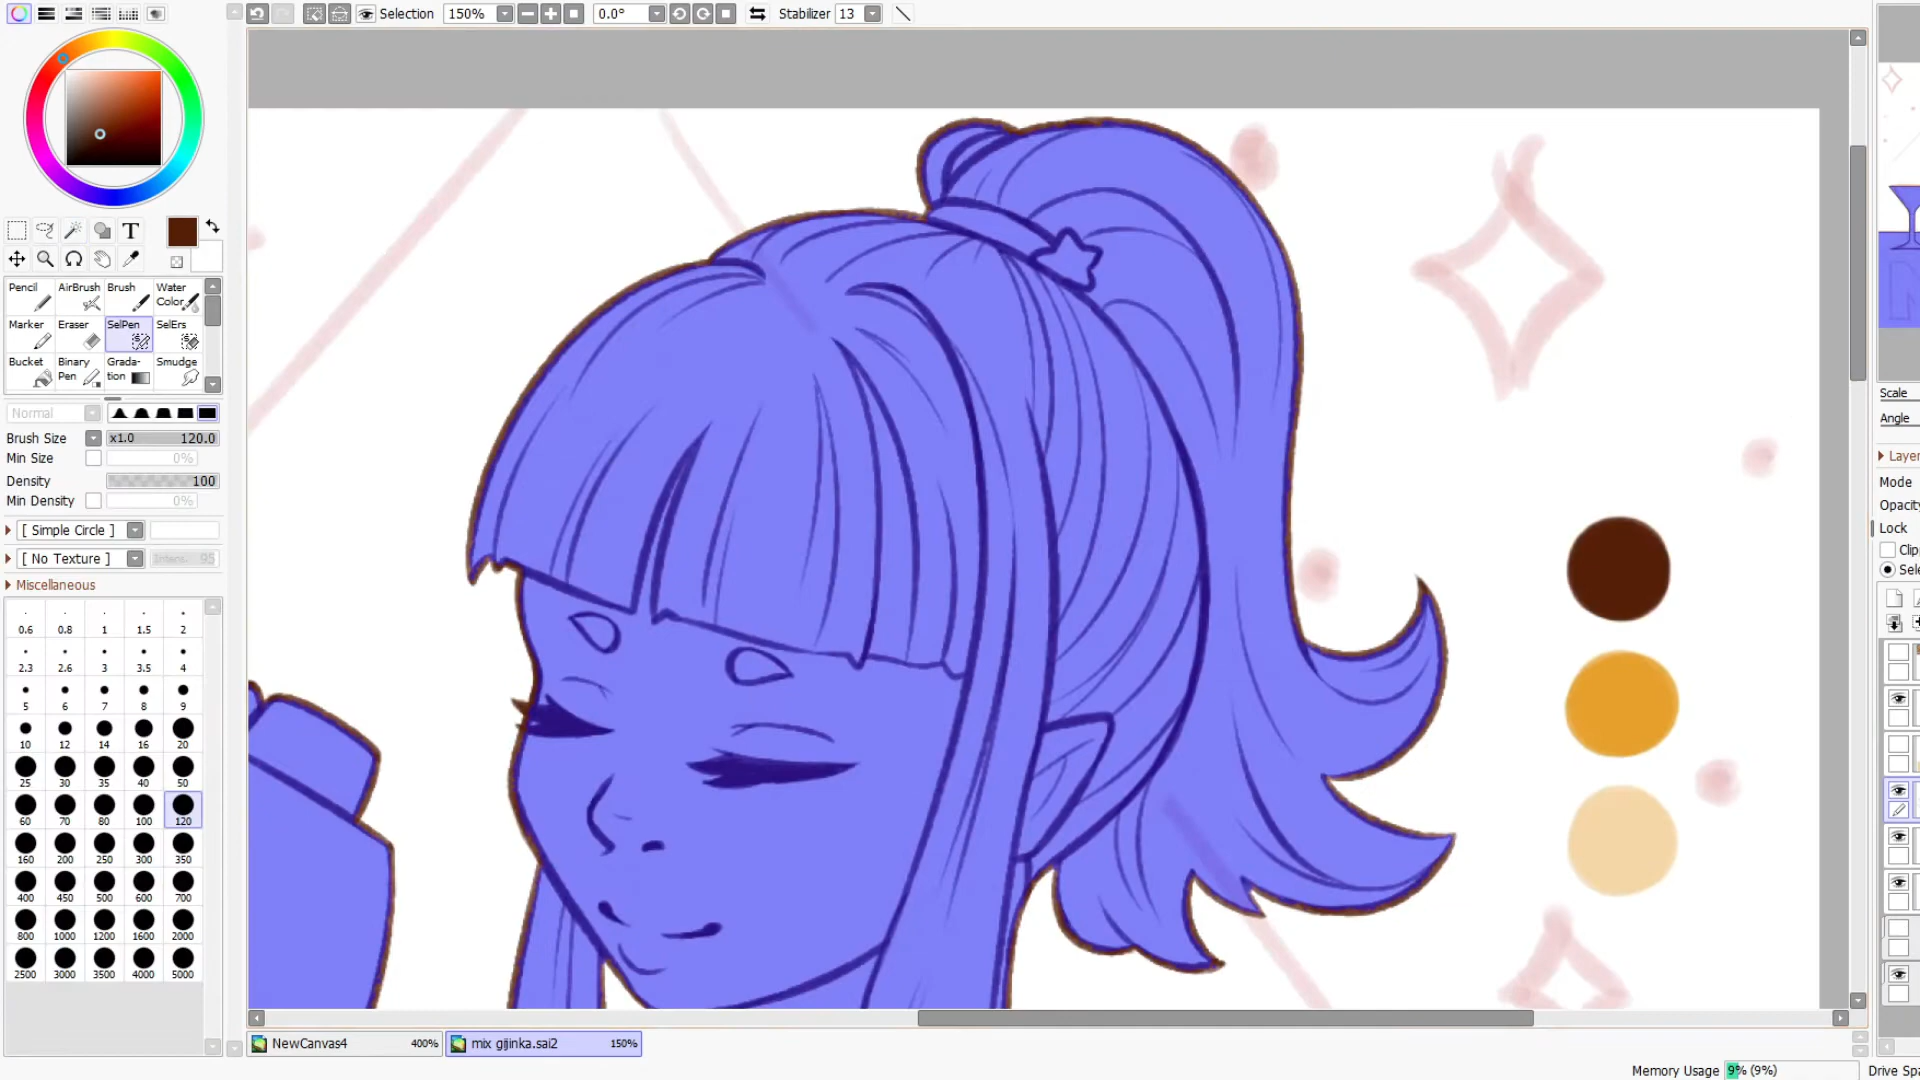 Selection 150% 0.0° Stabilizer 13
T
Pencil AirBrush Brush Water Color
Marker Eraser SelPen SelErs
Bucket Binary Pen Grada-tion Smudge
Normal
Brush Size x1.0 120.0
Min Size 0%
Density 100
Min Density 0%
[ Simple Circle ]
[ No Texture ] Intens. 95
Miscellaneous
0.6 0.8 1 1.5 2
2.3 2.6 3 3.5 4
5 6 7 8 9
10 12 14 16 20
25 30 35 40 50
60 70 80 100 120
160 200 250 300 350
400 450 500 600 700
800 1000 1200 1600 2000
2500 3000 3500 4000 5000
Scale
Angle
Layer
Mode
Opacity
Lock
Clip
Sele
NewCanvas4 400% mix gijinka.sai2 150%
Memory Usage 9% (9%) Drive Spa